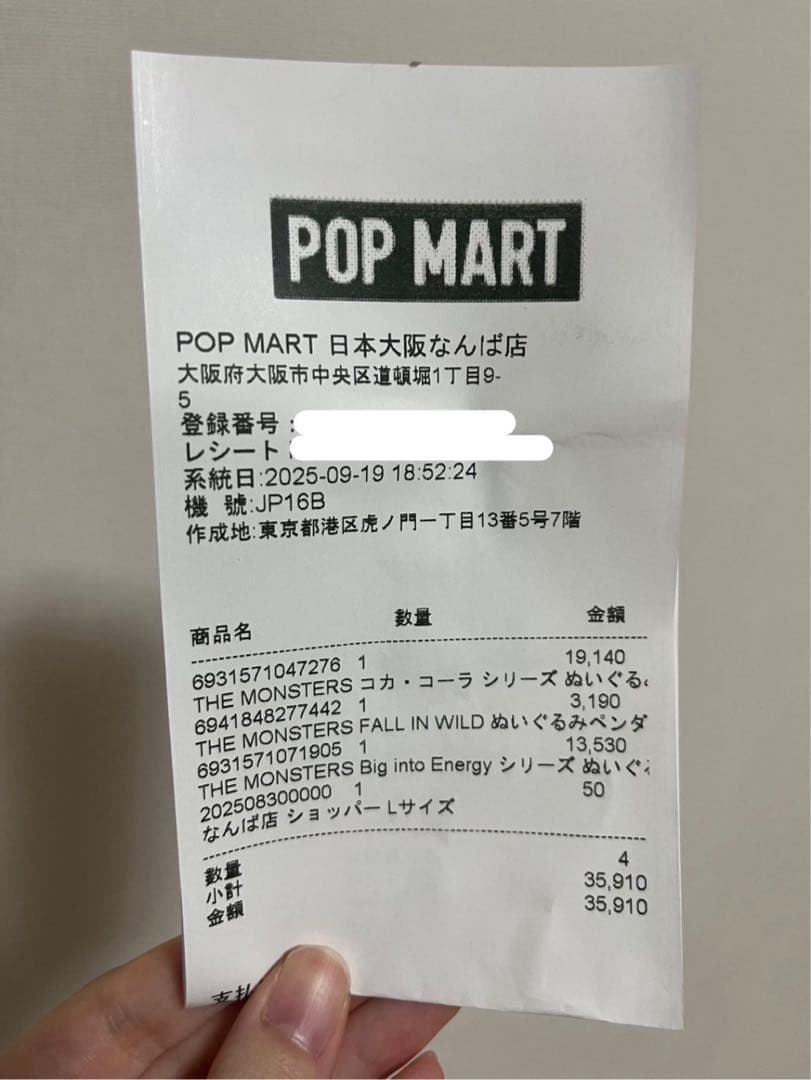 POP MART
POP MART 日本大阪なんば店
大阪府大阪市中央区道頓堀1丁目9-
5
登録番号:
レシート
系統日:2025-09-19 18:52:24
機 號:JP16B
作成地:東京都港区虎ノ門一丁目13番5号7階
商品名 数量 金額
6931571047276 1 19,140
THE MONSTERS コカ・コーラ シリーズ ぬいぐる
6941848277442 1 3,190
THE MONSTERS FALL IN WILD ぬいぐるみペンダ
6931571071905 1 13,530
THE MONSTERS Big into Energy シリーズ ぬいぐ
202508300000 1 50
なんば店 ショッパー Lサイズ
数量 4
小計 35,910
金額 35,910
支払